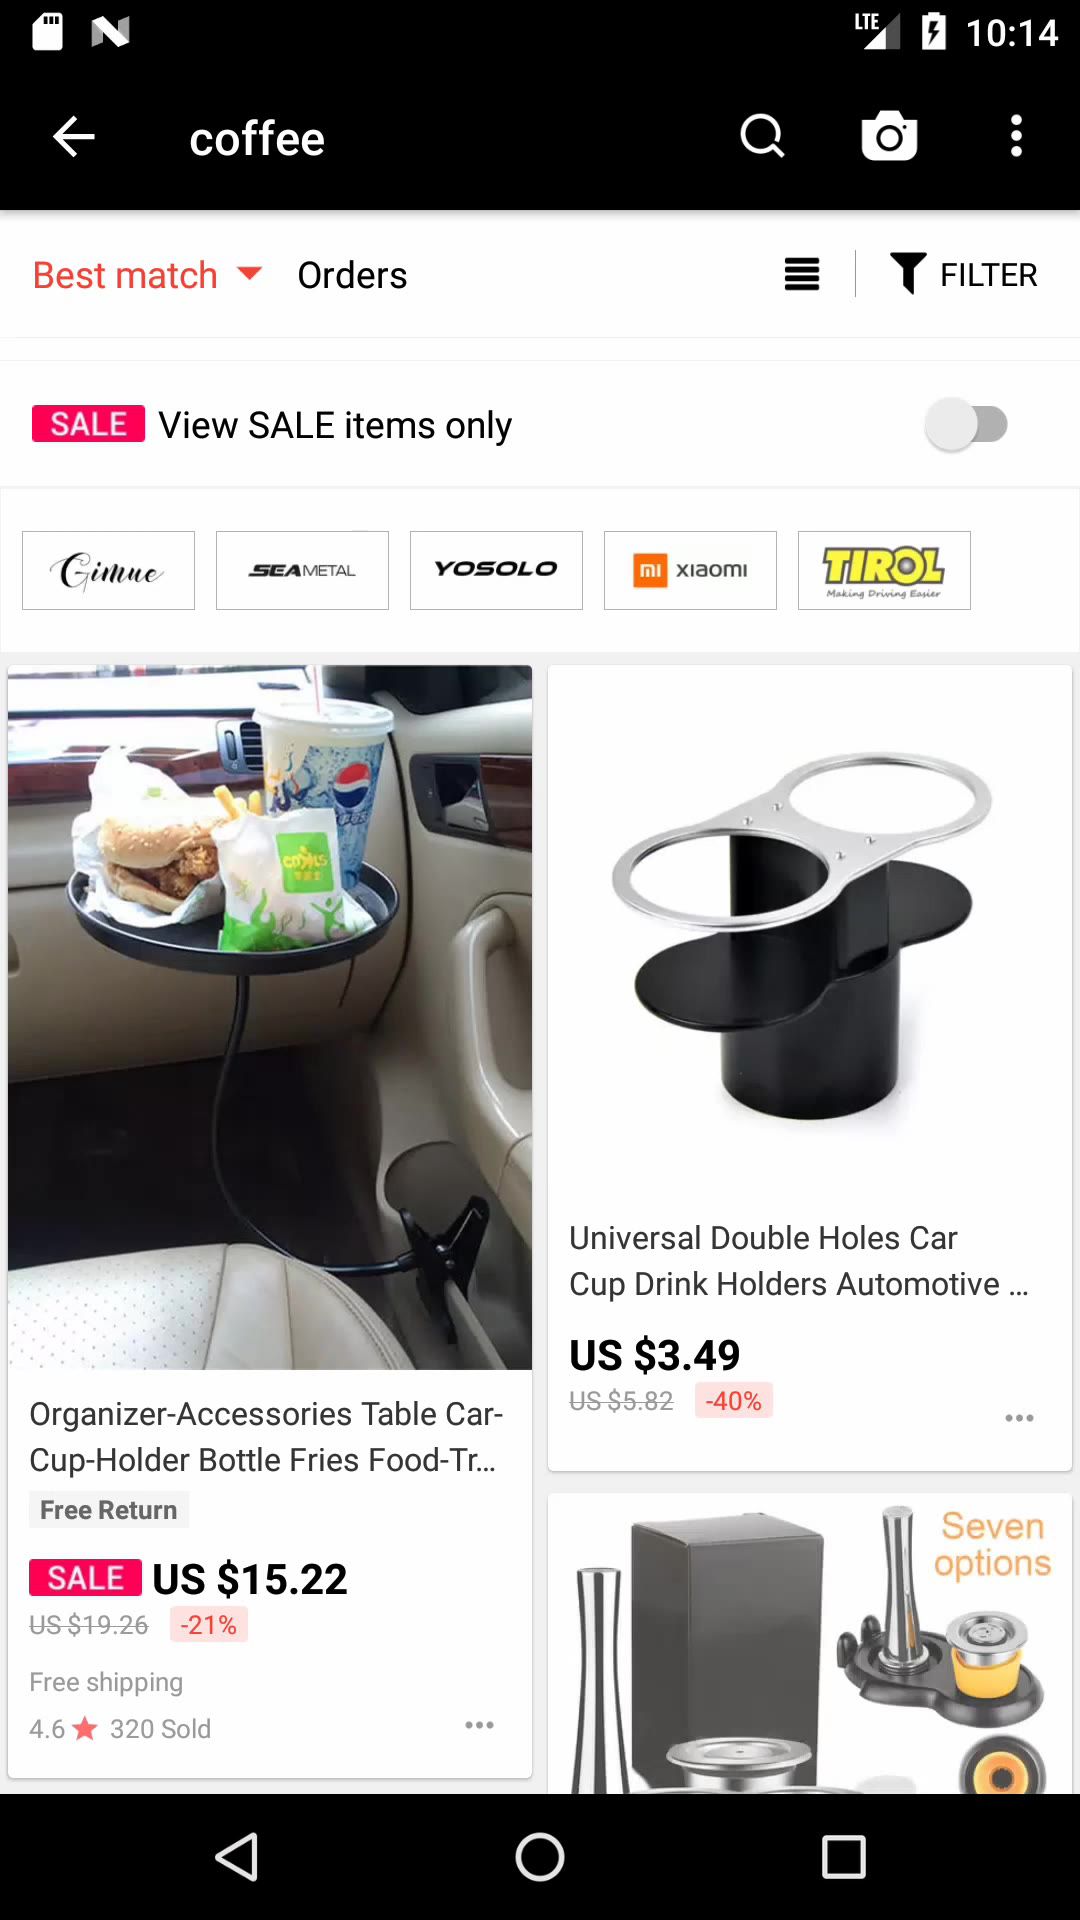 LTE 10:14
coffee
Best match Orders FILTER
SALE View SALE items only
Gimue SEAMETAL YOSOLO mi xiaomi TIROL
Making Driving Easier
Universal Double Holes Car
Cup Drink Holders Automotive ...
US $3.49
US $5.82 -40%
Organizer-Accessories Table Car-
Cup-Holder Bottle Fries Food-Tr...
Free Return
SALE US $15.22
US $19.26 -21%
Free shipping
4.6 320 Sold
Seven
options